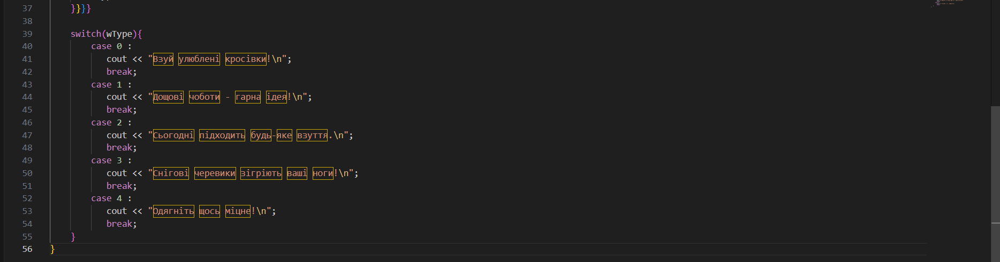 37 }}}}
38
39 switch(wType){
40 case 0 :
41 cout << "Взуй улюблені кросівки!\n";
42 break;
43 case 1 :
44 cout << "Дощові чоботи - гарна ідея!\n";
45 break;
46 case 2 :
47 cout << "Сьогодні підходить будь-яке взуття.\n";
48 break;
49 case 3 :
50 cout << "Снігові черевики зігріють ваші ноги!\n";
51 break;
52 case 4 :
53 cout << "Одягніть щось міцне!\n";
54 break;
55 }
56 }